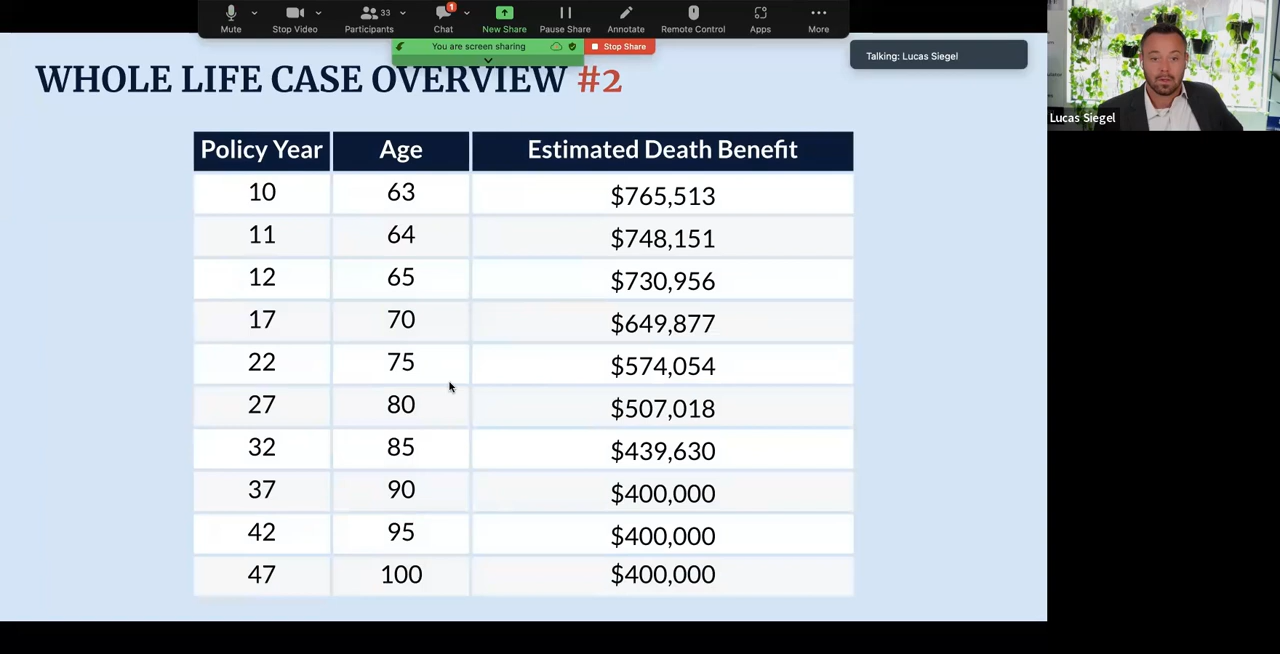 Mute
Stop Video
33
Participants
1
Chat
New Share
Pause Share
Annotate
Remote Control
Apps
More
You are screen sharing
Stop Share
Talking: Lucas Siegel
Lucas Siegel
WHOLE LIFE CASE OVERVIEW #2
Policy Year Age Estimated Death Benefit
10 63 $765,513
11 64 $748,151
12 65 $730,956
17 70 $649,877
22 75 $574,054
27 80 $507,018
32 85 $439,630
37 90 $400,000
42 95 $400,000
47 100 $400,000